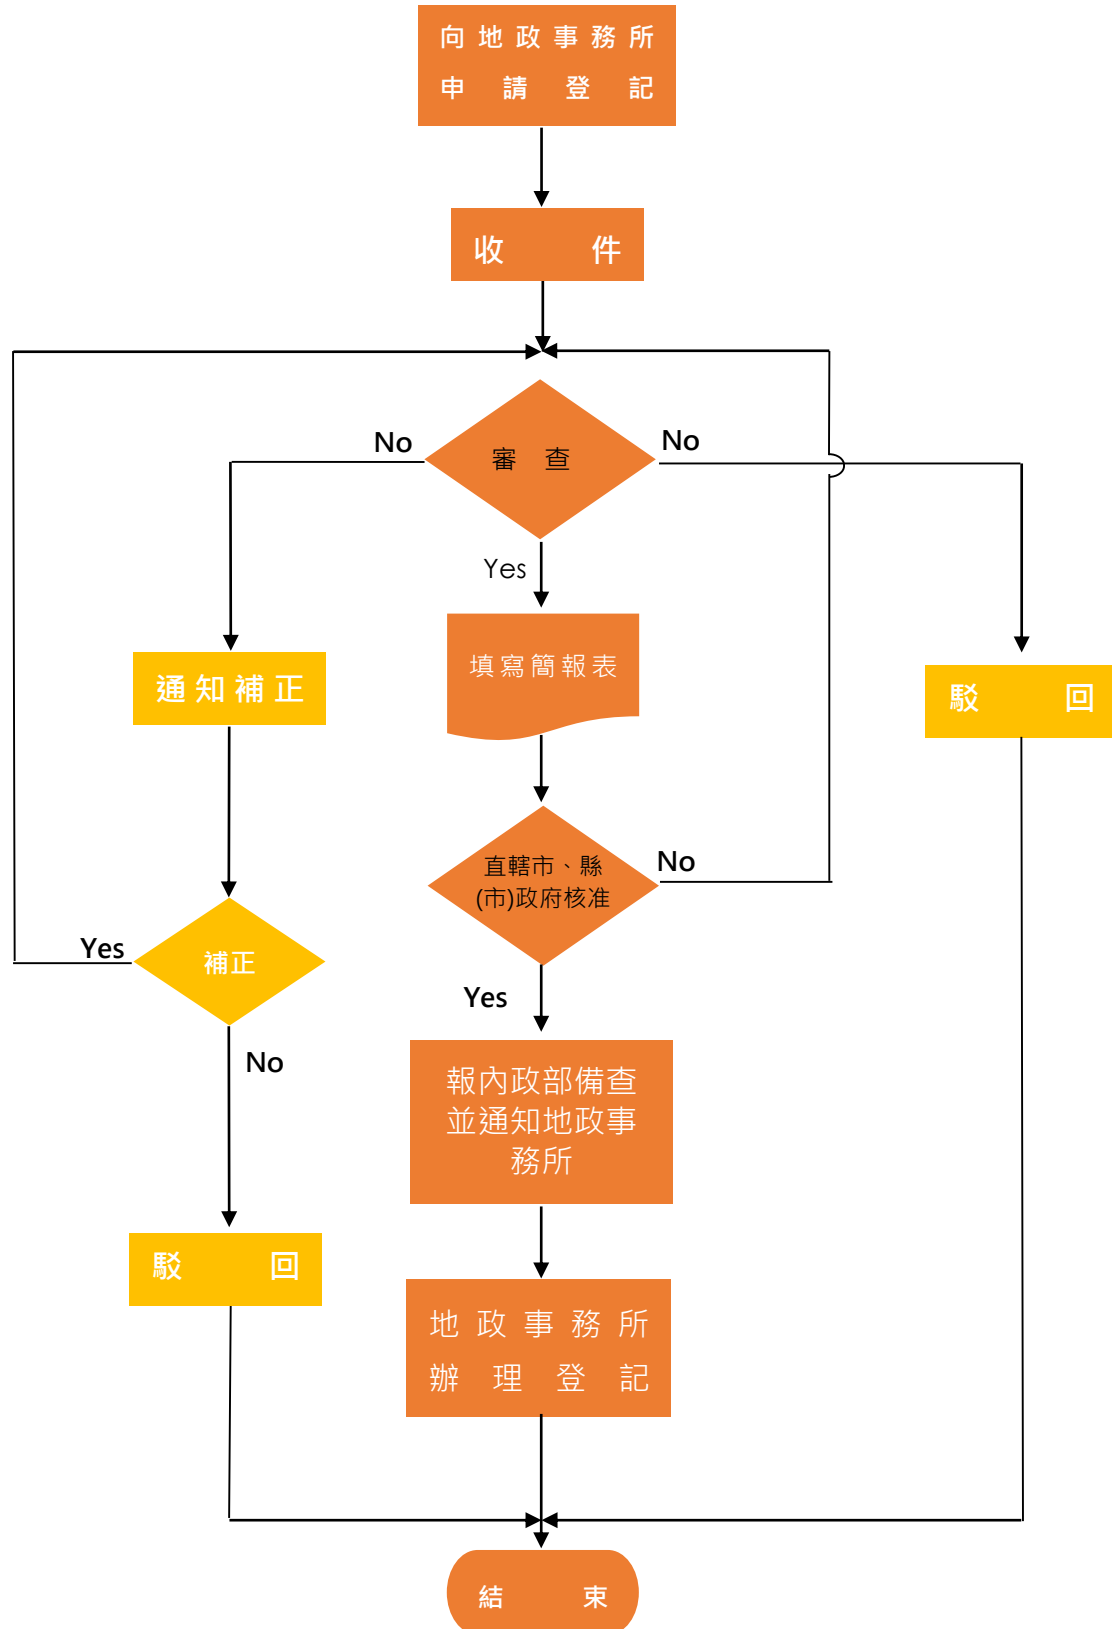 向地政事務所
申請登記
收件
No
審查
No
Yes
填寫簡報表
通知補正
駁回
直轄市、縣
(市)政府核准
No
Yes
補正
Yes
No
報內政部備查
並通知地政事
務所
駁回
地政事務所
辦理登記
結束